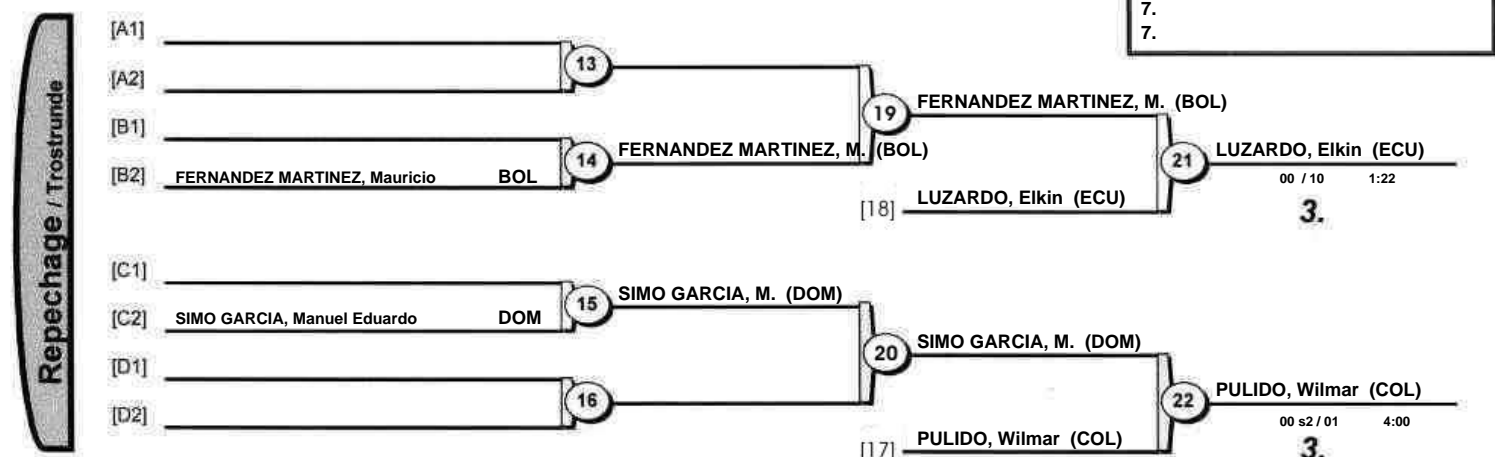 7.
7.
Repechage / Trostrunde
[A1]
13
[A2]
19
FERNANDEZ MARTINEZ, M. (BOL)
[B1]
14
FERNANDEZ MARTINEZ, M. (BOL)
21
LUZARDO, Elkin (ECU)
[B2] FERNANDEZ MARTINEZ, Mauricio BOL
00 / 10 1:22
[18] LUZARDO, Elkin (ECU)
3.
[C1]
15
SIMO GARCIA, M. (DOM)
[C2] SIMO GARCIA, Manuel Eduardo DOM
20
SIMO GARCIA, M. (DOM)
[D1]
16
22
PULIDO, Wilmar (COL)
[D2]
00 s2 / 01 4:00
[17] PULIDO, Wilmar (COL)
3.